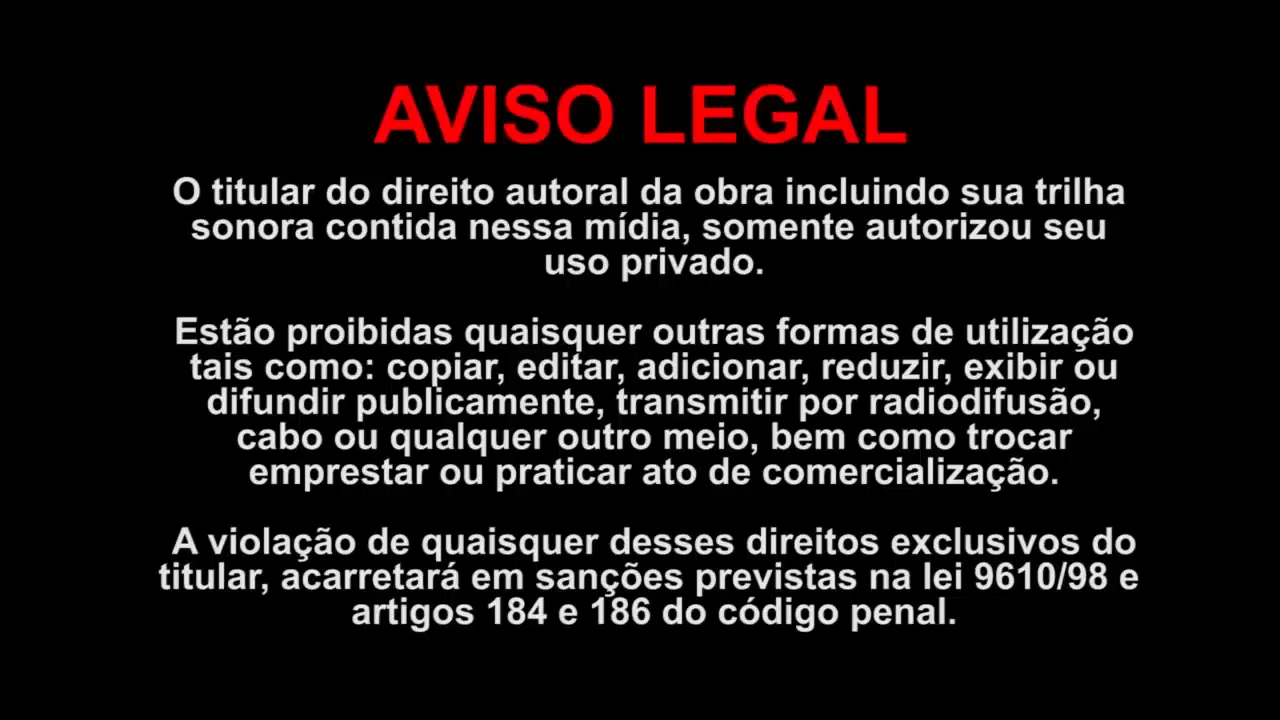 AVISO LEGAL
O titular do direito autoral da obra incluindo sua trilha
sonora contida nessa mídia, somente autorizou seu
uso privado.
Estão proibidas quaisquer outras formas de utilização
tais como: copiar, editar, adicionar, reduzir, exibir ou
difundir publicamente, transmitir por radiodifusão,
cabo ou qualquer outro meio, bem como trocar
emprestar ou praticar ato de comercialização.
A violação de quaisquer desses direitos exclusivos do
titular, acarretará em sanções previstas na lei 9610/98 e
artigos 184 e 186 do código penal.